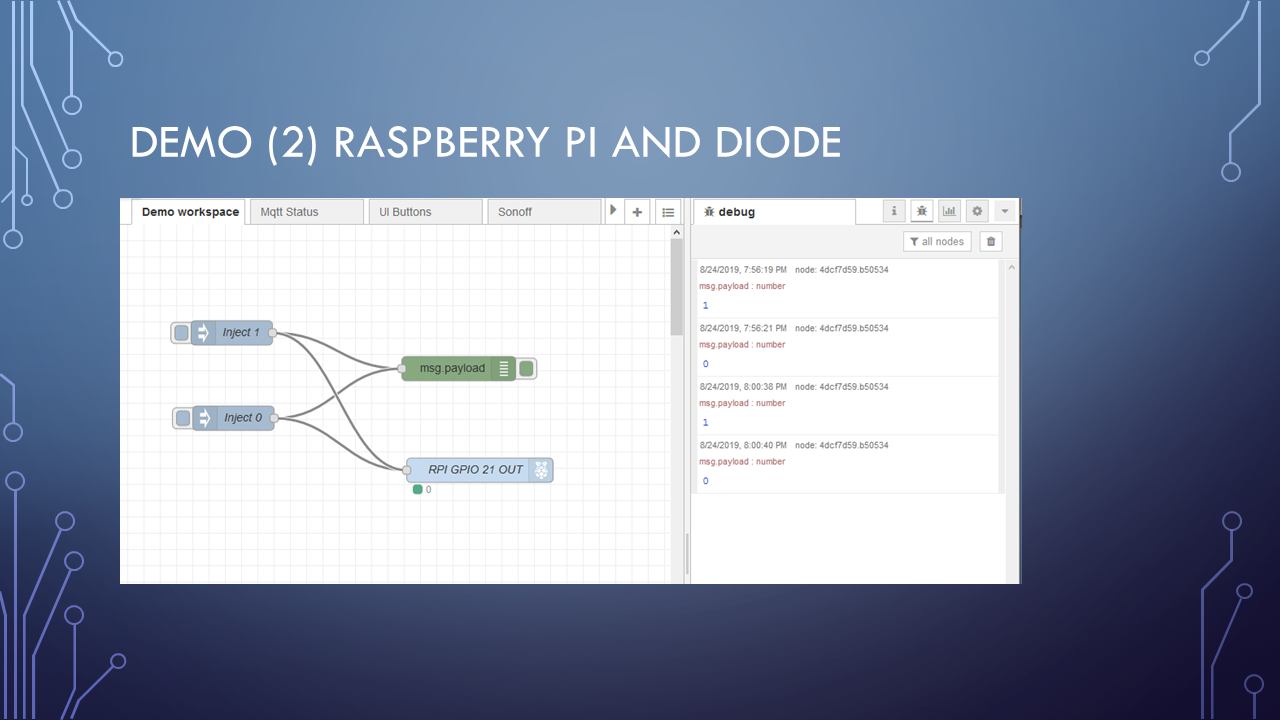 DEMO (2) RASPBERRY PI AND DIODE
Demo workspace
Mqtt Status
UI Buttons
Sonoff
debug
all nodes
8/24/2019, 7:56:19 PM node: 4dcf7d59.b50534
msg.payload : number
1
8/24/2019, 7:56:21 PM node: 4dcf7d59.b50534
msg.payload : number
0
8/24/2019, 8:00:38 PM node: 4dcf7d59.b50534
msg.payload : number
1
8/24/2019, 8:00:40 PM node: 4dcf7d59.b50534
msg.payload : number
0
Inject 1
msg.payload
Inject 0
RPI GPIO 21 OUT
0